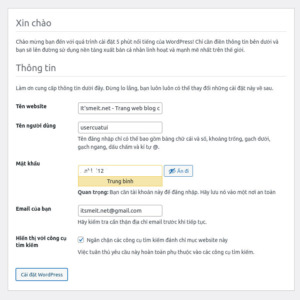 Xin chào
Chào mừng bạn đến với quá trình cài đặt 5 phút nổi tiếng của WordPress! Chỉ cần điền thông tin bên dưới và
bạn sẽ lên đường sử dụng nền tảng xuất bản cá nhân linh hoạt và mạnh mẽ nhất trên thế giới.
Thông tin
Làm ơn cung cấp thông tin dưới đây. Đừng lo lắng, bạn luôn luôn có thể thay đổi những cài đặt này về sau.
Tên website
It'smeit.net - Trang web blog c
Tên người dùng
usercuatui
Tên đăng nhập chỉ có thể bao gồm bảng chữ cái và số, khoảng trống, gạch dưới,
gạch ngang, dấu chấm và kí tự @.
Mật khẩu
Ẩn đi
Trung bình
Quan trọng: Bạn cần tài khoản này để đăng nhập. Hãy lưu nó vào một nơi an toàn
Email của bạn
itsmeit.net@gmail.com
Hãy kiểm tra cẩn thận địa chỉ email trước khi tiếp tục.
Hiển thị với công cụ
tìm kiếm
Ngăn chặn các công cụ tìm kiếm đánh chỉ mục website này
Việc tuân thủ yêu cầu này hoàn toàn phụ thuộc vào các công cụ tìm kiếm.
Cài đặt WordPress